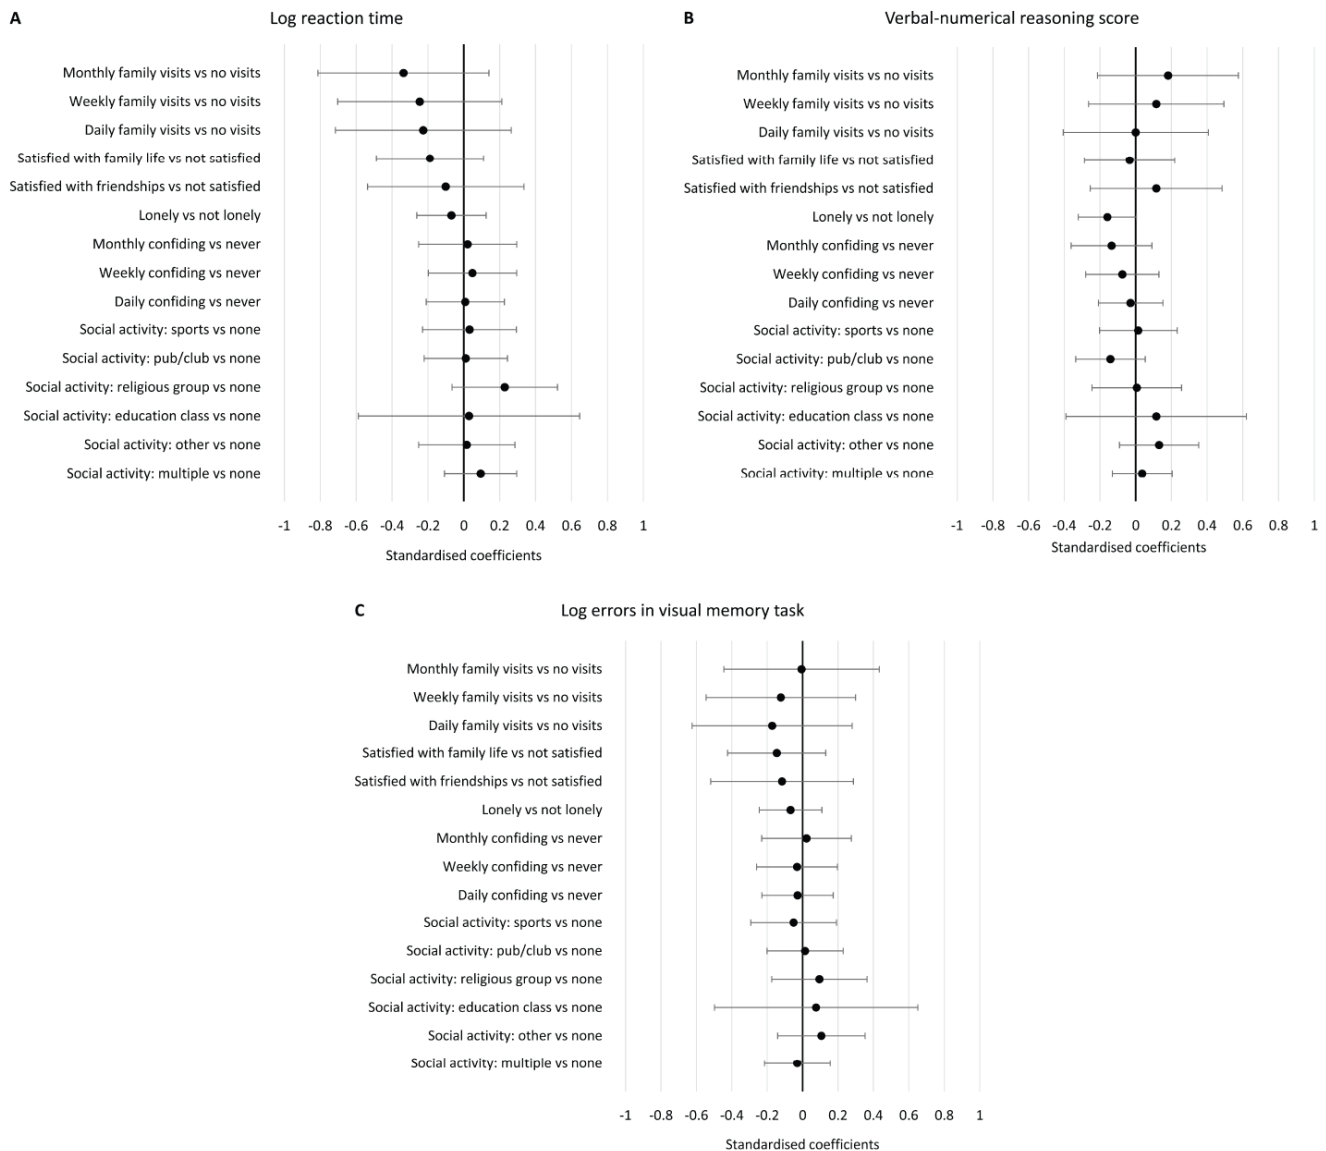 A
Log reaction time
Monthly family visits vs no visits
Weekly family visits vs no visits
Daily family visits vs no visits
Satisfied with family life vs not satisfied
Satisfied with friendships vs not satisfied
Lonely vs not lonely
Monthly confiding vs never
Weekly confiding vs never
Daily confiding vs never
Social activity: sports vs none
Social activity: pub/club vs none
Social activity: religious group vs none
Social activity: education class vs none
Social activity: other vs none
Social activity: multiple vs none
-1 -0.8 -0.6 -0.4 -0.2 0 0.2 0.4 0.6 0.8 1
Standardised coefficients
B
Verbal-numerical reasoning score
Monthly family visits vs no visits
Weekly family visits vs no visits
Daily family visits vs no visits
Satisfied with family life vs not satisfied
Satisfied with friendships vs not satisfied
Lonely vs not lonely
Monthly confiding vs never
Weekly confiding vs never
Daily confiding vs never
Social activity: sports vs none
Social activity: pub/club vs none
Social activity: religious group vs none
Social activity: education class vs none
Social activity: other vs none
Social activity: multiple vs none
-1 -0.8 -0.6 -0.4 -0.2 0 0.2 0.4 0.6 0.8 1
Standardised coefficients
C
Log errors in visual memory task
Monthly family visits vs no visits
Weekly family visits vs no visits
Daily family visits vs no visits
Satisfied with family life vs not satisfied
Satisfied with friendships vs not satisfied
Lonely vs not lonely
Monthly confiding vs never
Weekly confiding vs never
Daily confiding vs never
Social activity: sports vs none
Social activity: pub/club vs none
Social activity: religious group vs none
Social activity: education class vs none
Social activity: other vs none
Social activity: multiple vs none
-1 -0.8 -0.6 -0.4 -0.2 0 0.2 0.4 0.6 0.8 1
Standardised coefficients